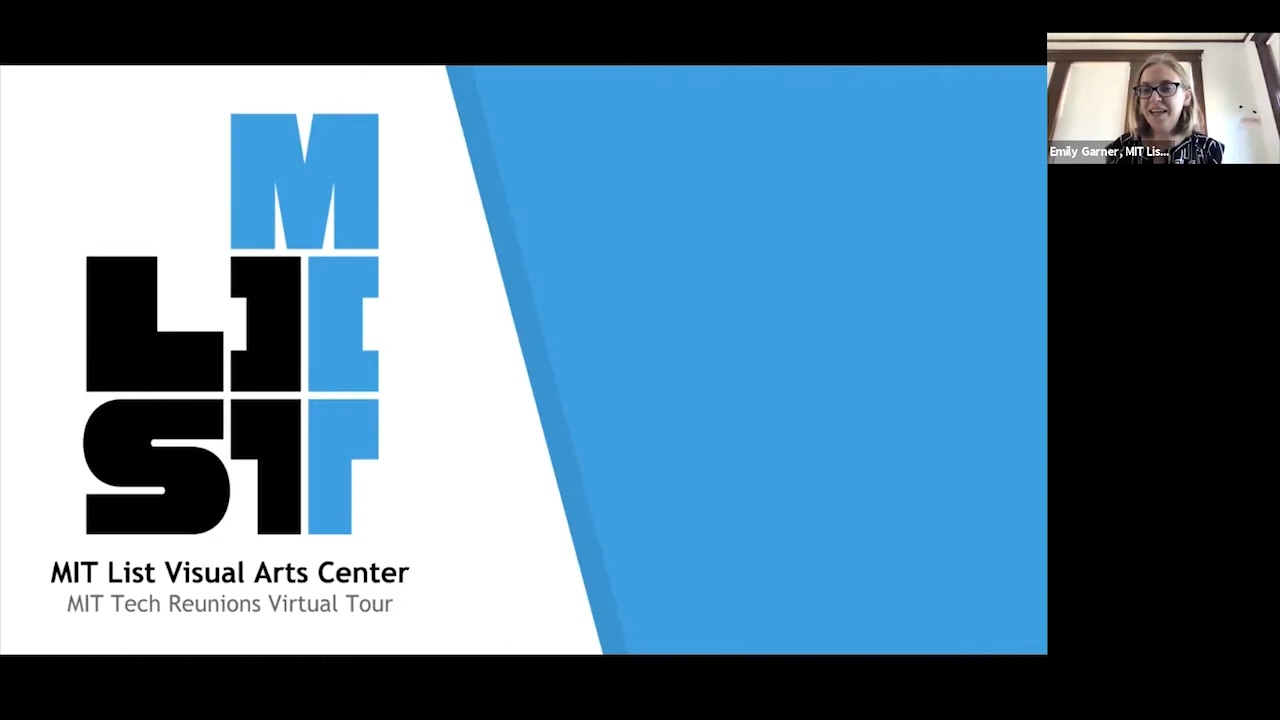 MIT
LIST
MIT List Visual Arts Center
MIT Tech Reunions Virtual Tour
Emily Garner, MIT Lis...